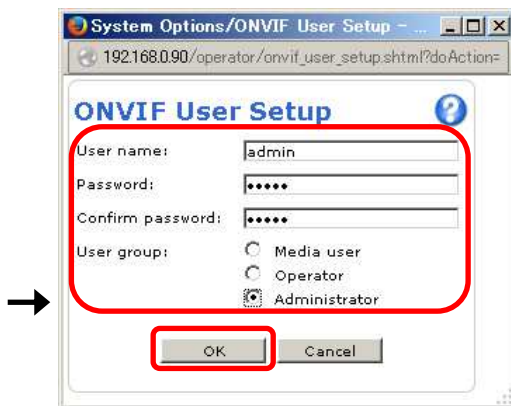 System Options/ONVIF User Setup - ...
192.168.0.90/operator/onvif_user_setup.shtml?doAction=
ONVIF User Setup
?
User name: admin
Password: •••••
Confirm password: •••••
User group: Media user
Operator
Administrator
OK Cancel